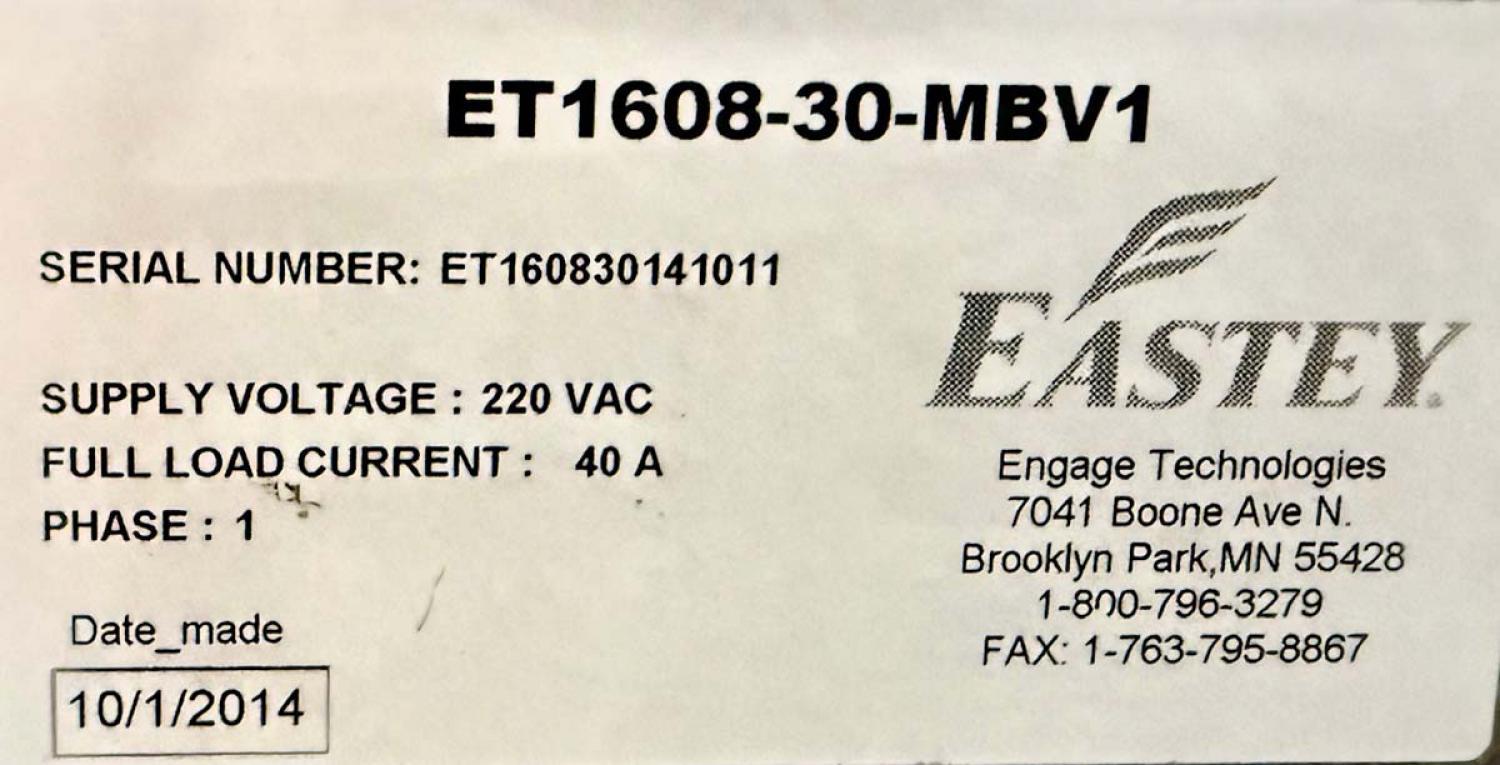 ET1608-30-MBV1
SERIAL NUMBER: ET160830141011
SUPPLY VOLTAGE : 220 VAC
FULL LOAD CURRENT : 40 A
PHASE : 1
Date_made
10/1/2014
EASTEY®
Engage Technologies
7041 Boone Ave N.
Brooklyn Park,MN 55428
1-800-796-3279
FAX: 1-763-795-8867